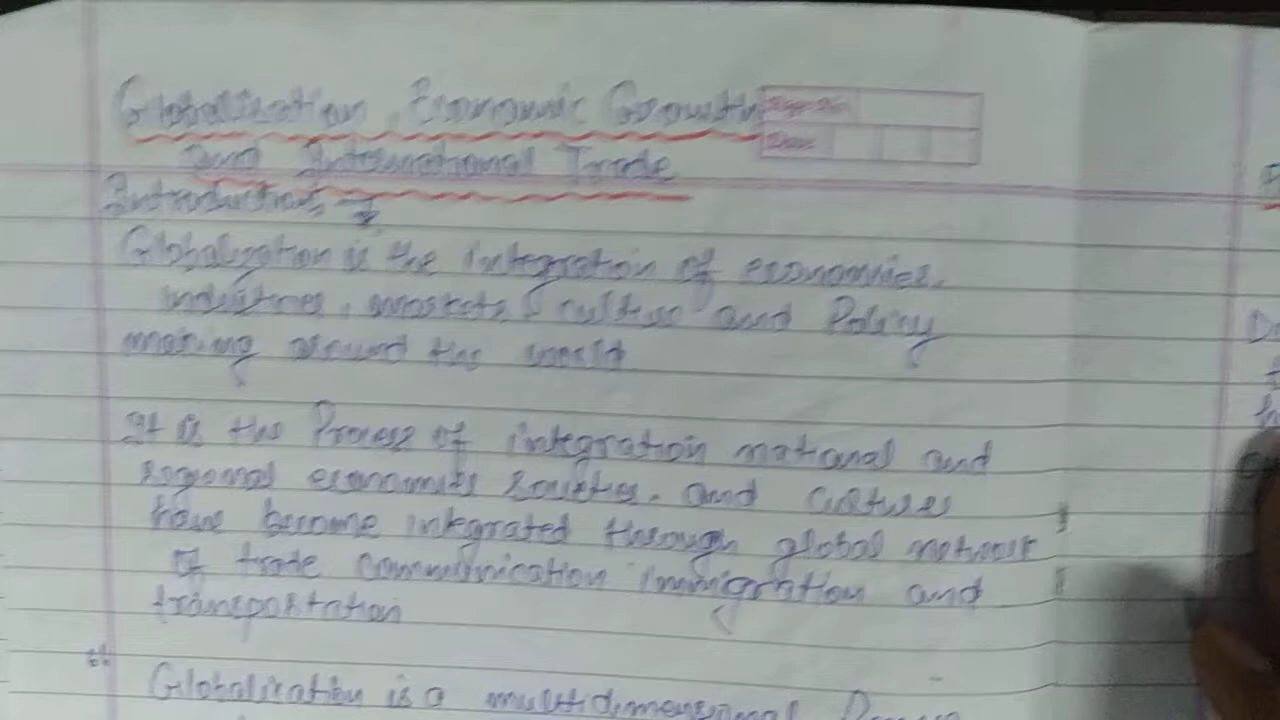 Globalization, Economic Growth
and International Trade
Introduction
Globalization is the integration of economies,
industries, markets, culture and Policy
making around the world
It is the Process of integration national and
regional economies societies, and cultures
have become integrated through global network
of trade communication immigration and
transportation
Globalization is a multidimensional